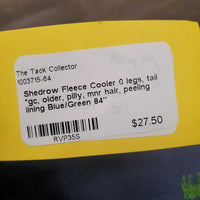 The Tack Collector
1003715-64
Shedrow Fleece Cooler 0 legs, tail
"gc, older, pilly, mnr hair, peeling
lining Blue/Green 84"
$27.50
RVP35S